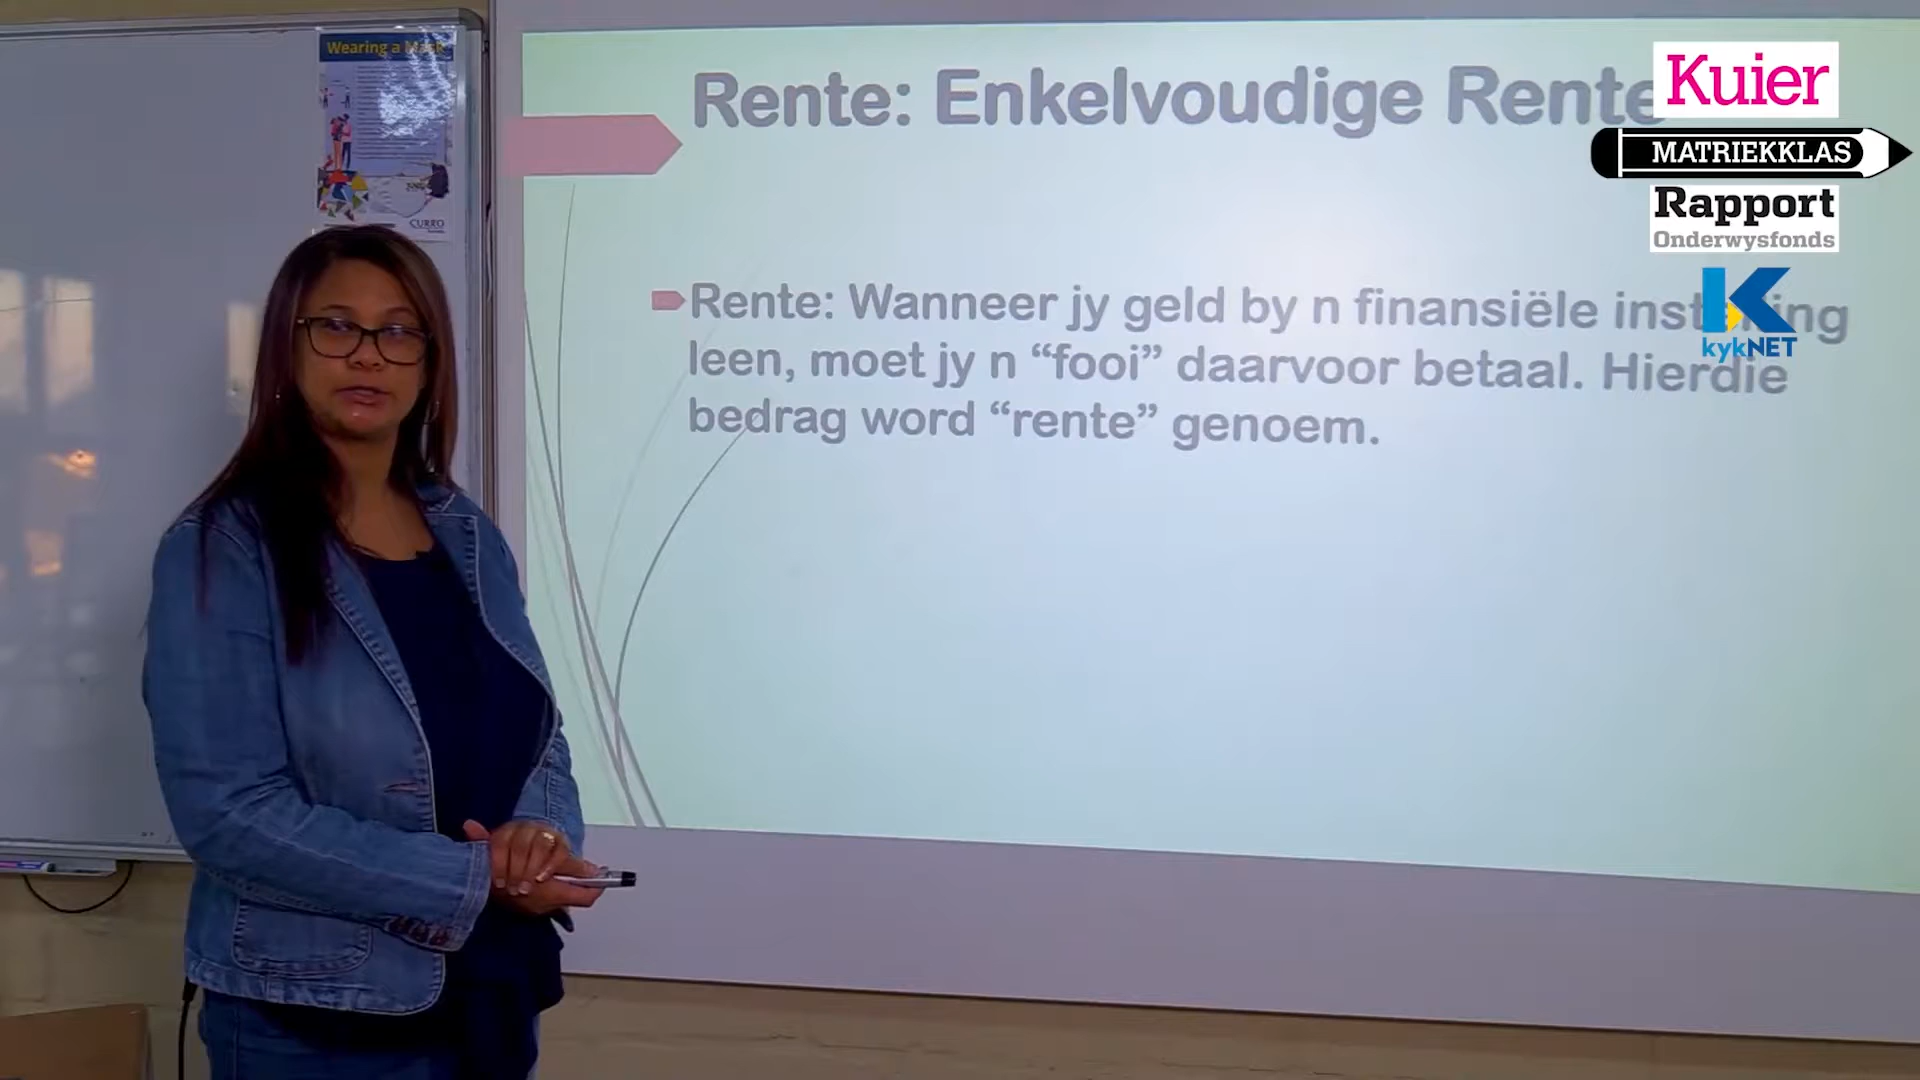 Wearing a Mask
CURRO
Rente: Enkelvoudige Rente
Rente: Wanneer jy geld by n finansiële instelling
leen, moet jy n “fooi” daarvoor betaal. Hierdie
bedrag word “rente” genoem.
Kuier
MATRIEKKLAS
Rapport
Onderwysfonds
kykNET